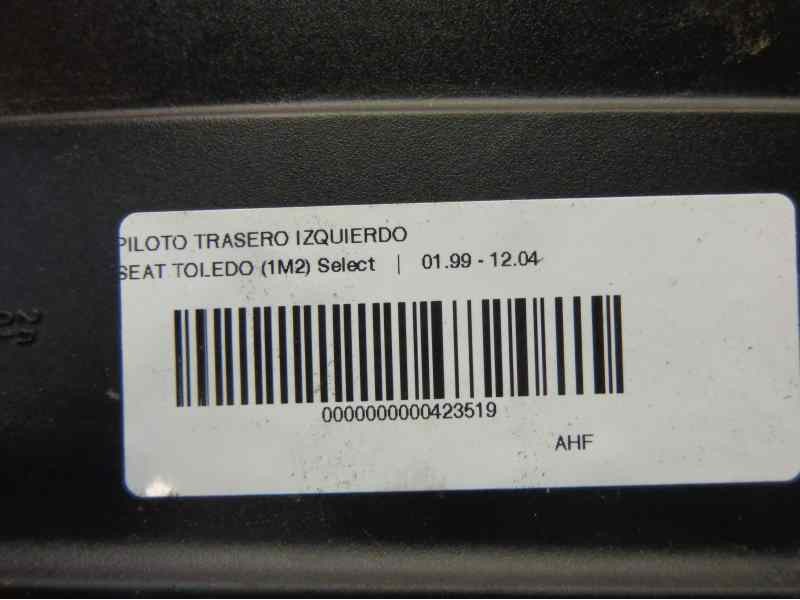 PILOTO TRASERO IZQUIERDO
SEAT TOLEDO (1M2) Select | 01.99 - 12.04
0000000000423519
AHF